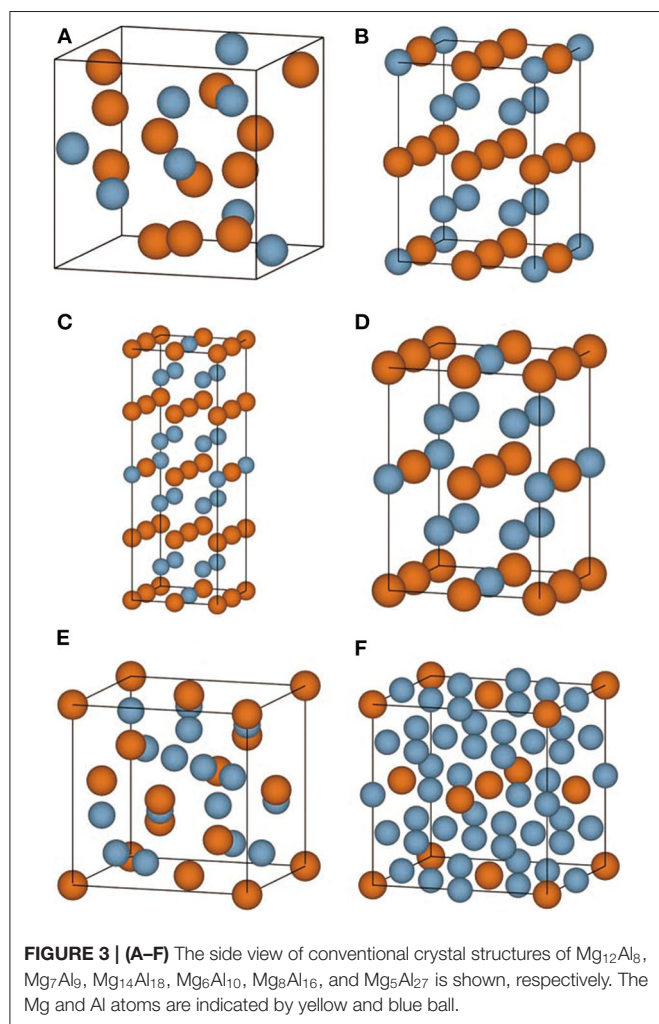 A
B
C
D
E
F
FIGURE 3 | (A–F) The side view of conventional crystal structures of Mg₁₂Al₈,
Mg₇Al₉, Mg₁₄Al₁₈, Mg₆Al₁₀, Mg₈Al₁₆, and Mg₅Al₂₇ is shown, respectively. The
Mg and Al atoms are indicated by yellow and blue ball.